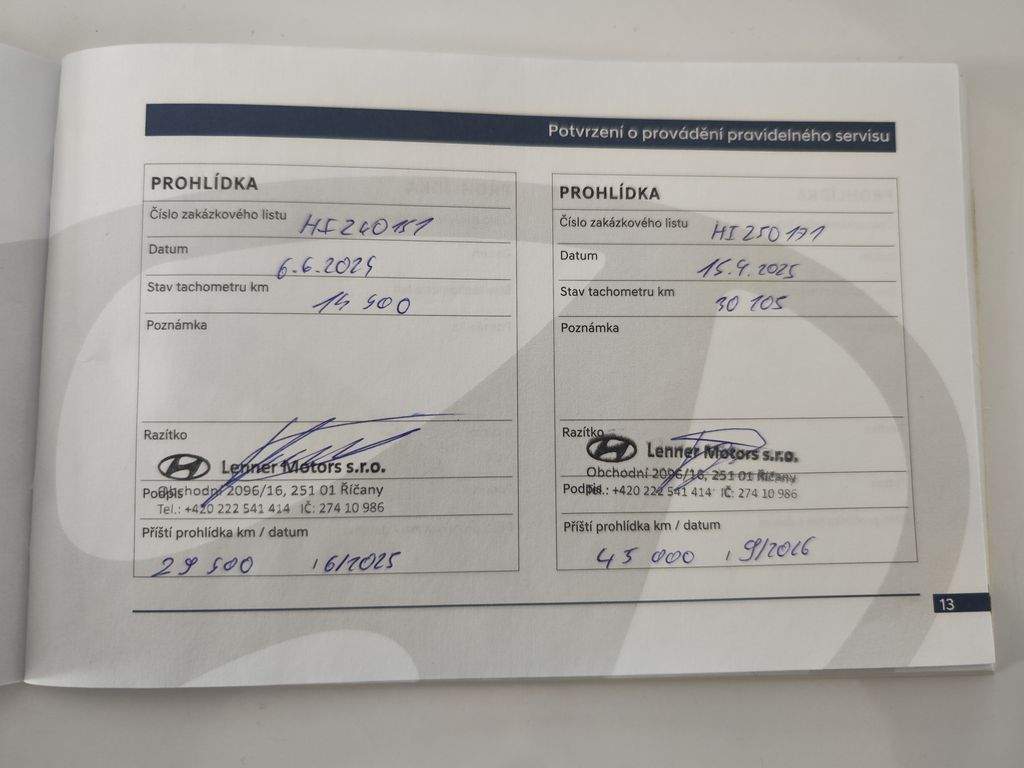 Potvrzení o provádění pravidelného servisu
PROHLÍDKA
Číslo zakázkového listu HI240151
Datum 6.6.2024
Stav tachometru km 14 500
Poznámka
Razítko
Lenner Motors s.r.o.
Obchodní 2096/16, 251 01 Říčany
Podpis
Tel.: +420 222 541 414 IČ: 274 10 986
Příští prohlídka km / datum
29 500 / 6/2025
PROHLÍDKA
Číslo zakázkového listu HI250171
Datum 15.9.2025
Stav tachometru km 30 105
Poznámka
Razítko
Lenner Motors s.r.o.
Obchodní 2096/16, 251 01 Říčany
Podpis
Tel.: +420 222 541 414 IČ: 274 10 986
Příští prohlídka km / datum
45 000 / 9/2026
13